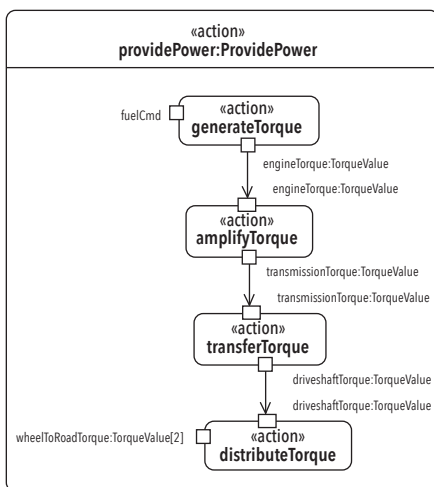 «action»
providePower:ProvidePower
fuelCmd
«action»
generateTorque
engineTorque:TorqueValue
engineTorque:TorqueValue
«action»
amplifyTorque
transmissionTorque:TorqueValue
transmissionTorque:TorqueValue
«action»
transferTorque
driveshaftTorque:TorqueValue
driveshaftTorque:TorqueValue
wheelToRoadTorque:TorqueValue[2]
«action»
distributeTorque